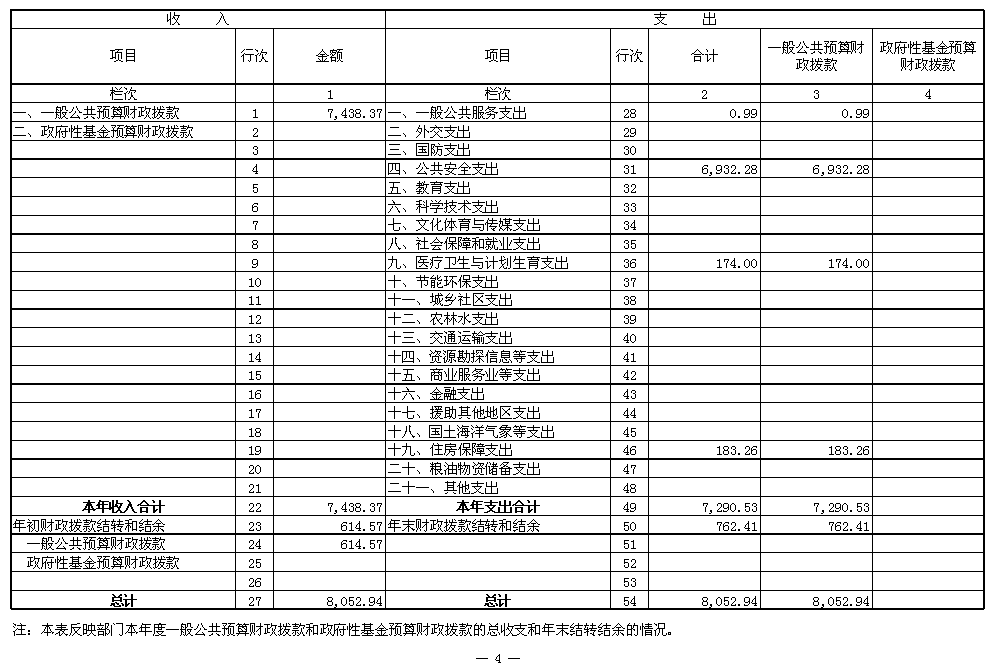 收 入 支 出
项目 行次 金额 项目 行次 合计 一般公共预算财政拨款 政府性基金预算财政拨款
栏次 1 栏次 2 3 4
一、一般公共预算财政拨款 1 7,438.37 一、一般公共服务支出 28 0.99 0.99
二、政府性基金预算财政拨款 2 二、外交支出 29
3 三、国防支出 30
4 四、公共安全支出 31 6,932.28 6,932.28
5 五、教育支出 32
6 六、科学技术支出 33
7 七、文化体育与传媒支出 34
8 八、社会保障和就业支出 35
9 九、医疗卫生与计划生育支出 36 174.00 174.00
10 十、节能环保支出 37
11 十一、城乡社区支出 38
12 十二、农林水支出 39
13 十三、交通运输支出 40
14 十四、资源勘探信息等支出 41
15 十五、商业服务业等支出 42
16 十六、金融支出 43
17 十七、援助其他地区支出 44
18 十八、国土海洋气象等支出 45
19 十九、住房保障支出 46 183.26 183.26
20 二十、粮油物资储备支出 47
21 二十一、其他支出 48
本年收入合计 22 7,438.37 本年支出合计 49 7,290.53 7,290.53
年初财政拨款结转和结余 23 614.57 年末财政拨款结转和结余 50 762.41 762.41
一般公共预算财政拨款 24 614.57 51
政府性基金预算财政拨款 25 52
26 53
总计 27 8,052.94 总计 54 8,052.94 8,052.94
注：本表反映部门本年度一般公共预算财政拨款和政府性基金预算财政拨款的总收支和年末结转结余的情况。
— 4 —